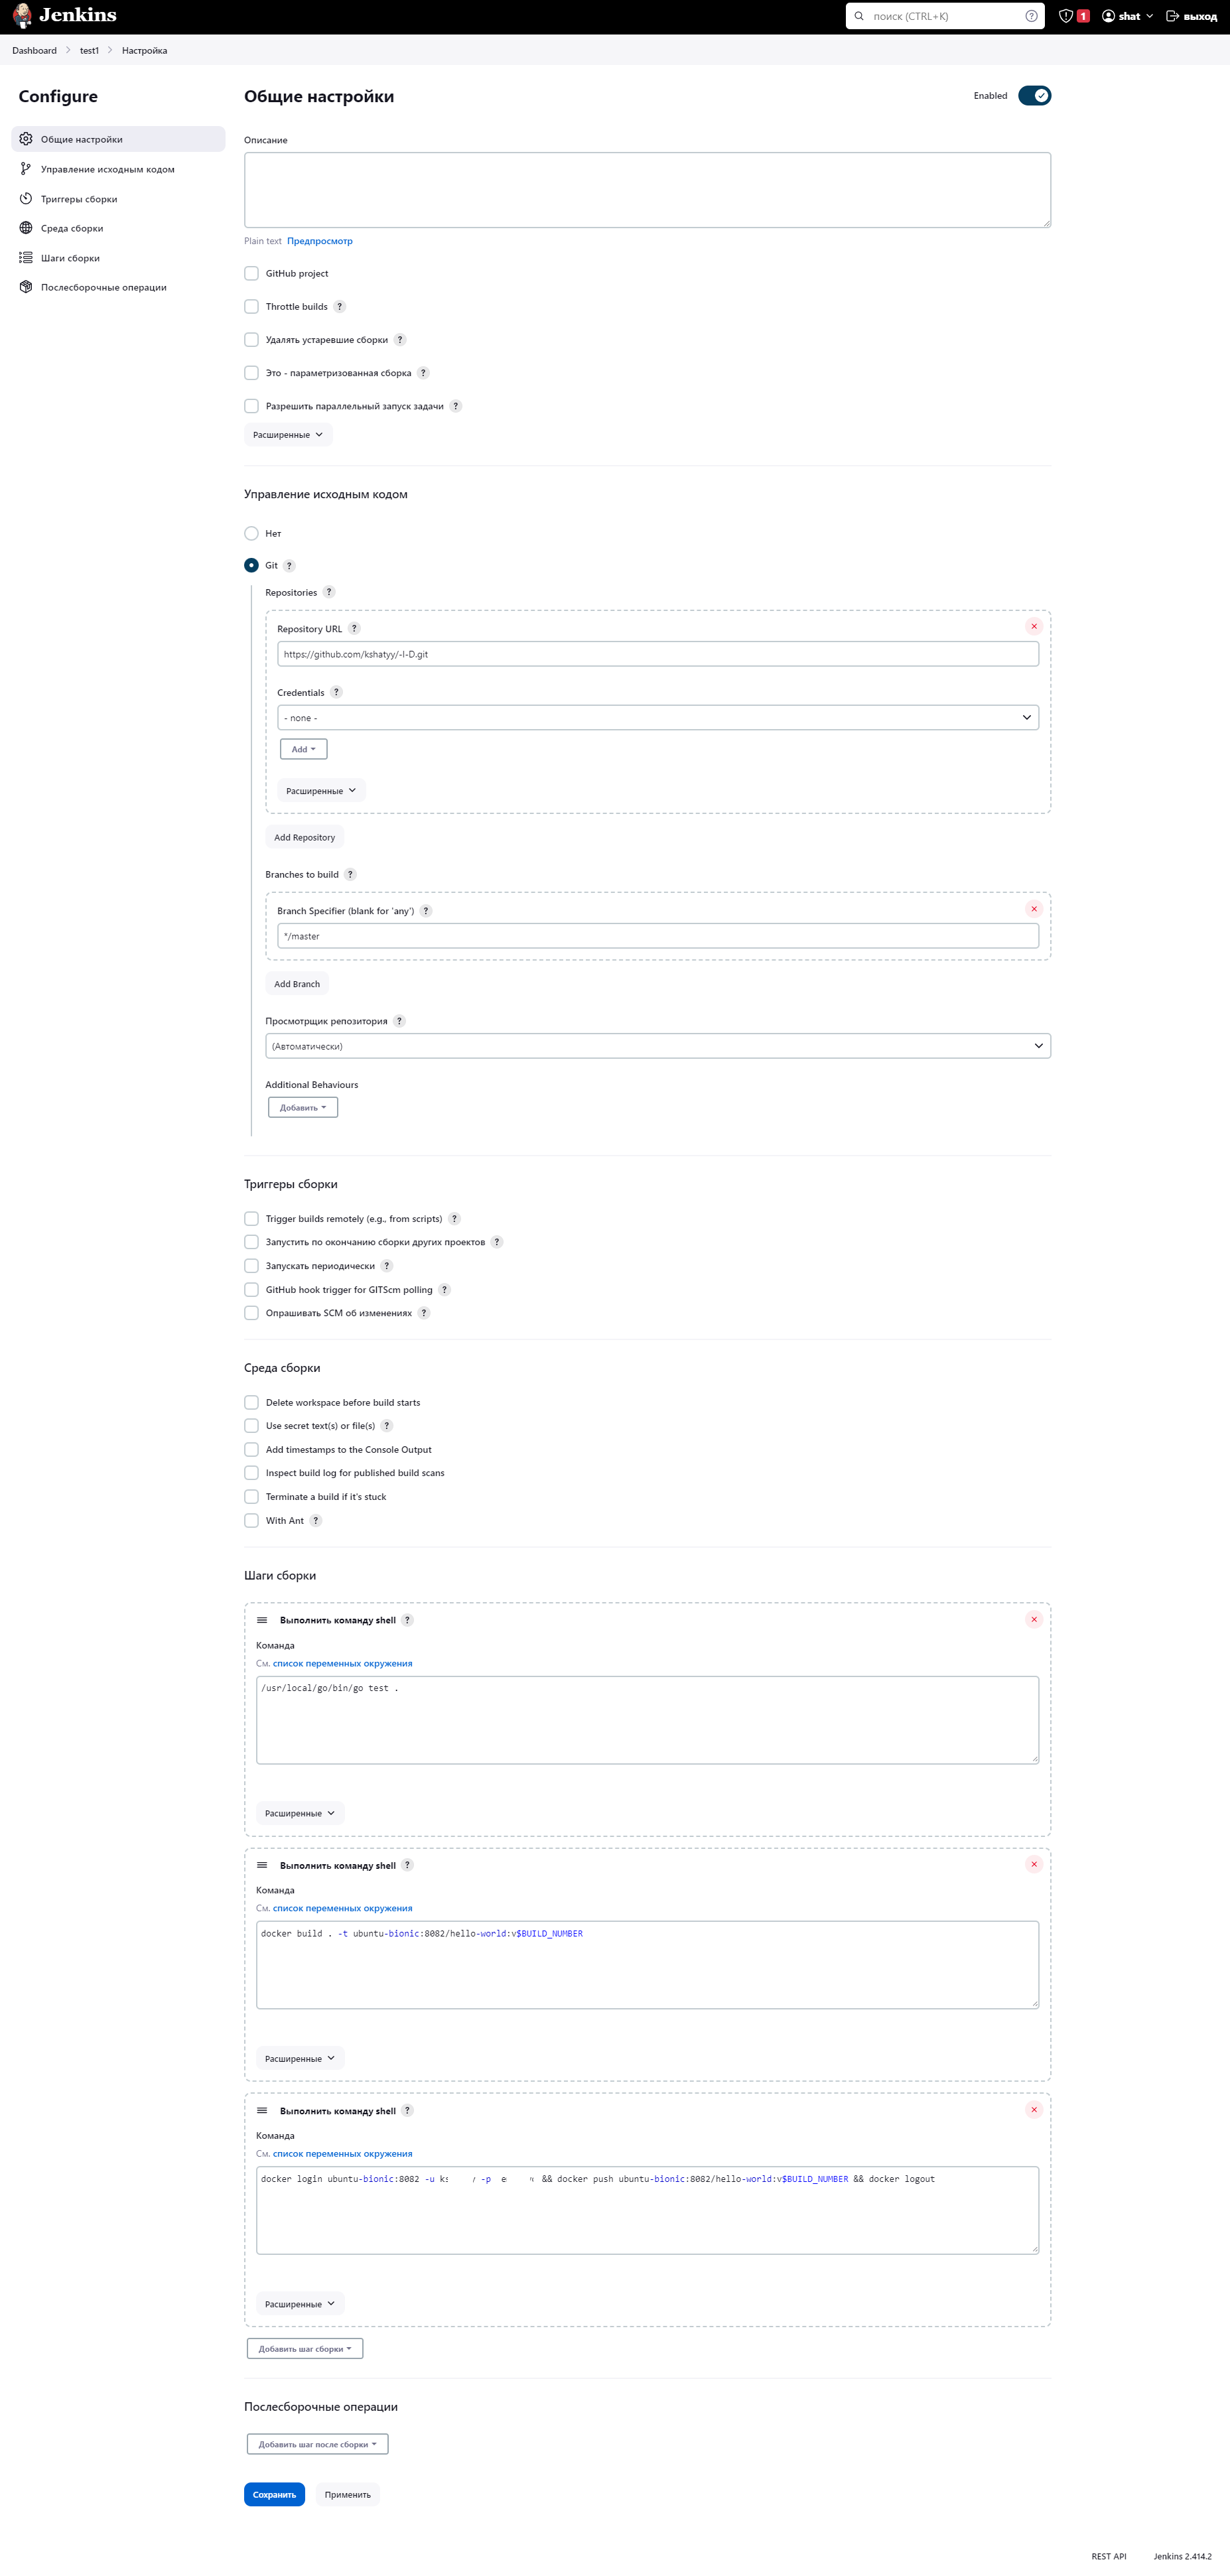 Jenkins
поиск (CTRL+K)
1
shat
выход
Dashboard
test1
Настройка
Configure
Общие настройки
Управление исходным кодом
Триггеры сборки
Среда сборки
Шаги сборки
Послесборочные операции
Общие настройки
Enabled
Описание
Plain text Предпросмотр
GitHub project
Throttle builds ?
Удалять устаревшие сборки ?
Это - параметризованная сборка ?
Разрешить параллельный запуск задачи ?
Расширенные
Управление исходным кодом
Нет
Git ?
Repositories ?
Repository URL ?
https://github.com/kshatyy/-I-D.git
Credentials ?
- none -
Add
Расширенные
Add Repository
Branches to build ?
Branch Specifier (blank for 'any') ?
*/master
Add Branch
Просмотрщик репозитория ?
(Автоматически)
Additional Behaviours
Добавить
Триггеры сборки
Trigger builds remotely (e.g., from scripts) ?
Запустить по окончанию сборки других проектов ?
Запускать периодически ?
GitHub hook trigger for GITScm polling ?
Опрашивать SCM об изменениях ?
Среда сборки
Delete workspace before build starts
Use secret text(s) or file(s) ?
Add timestamps to the Console Output
Inspect build log for published build scans
Terminate a build if it's stuck
With Ant ?
Шаги сборки
Выполнить команду shell ?
Команда
См. список переменных окружения
/usr/local/go/bin/go test .
Расширенные
Выполнить команду shell ?
Команда
См. список переменных окружения
docker build . -t ubuntu-bionic:8082/hello-world:v$BUILD_NUMBER
Расширенные
Выполнить команду shell ?
Команда
См. список переменных окружения
docker login ubuntu-bionic:8082 -u -p && docker push ubuntu-bionic:8082/hello-world:v$BUILD_NUMBER && docker logout
Расширенные
Добавить шаг сборки
Послесборочные операции
Добавить шаг после сборки
Сохранить
Применить
REST API
Jenkins 2.414.2